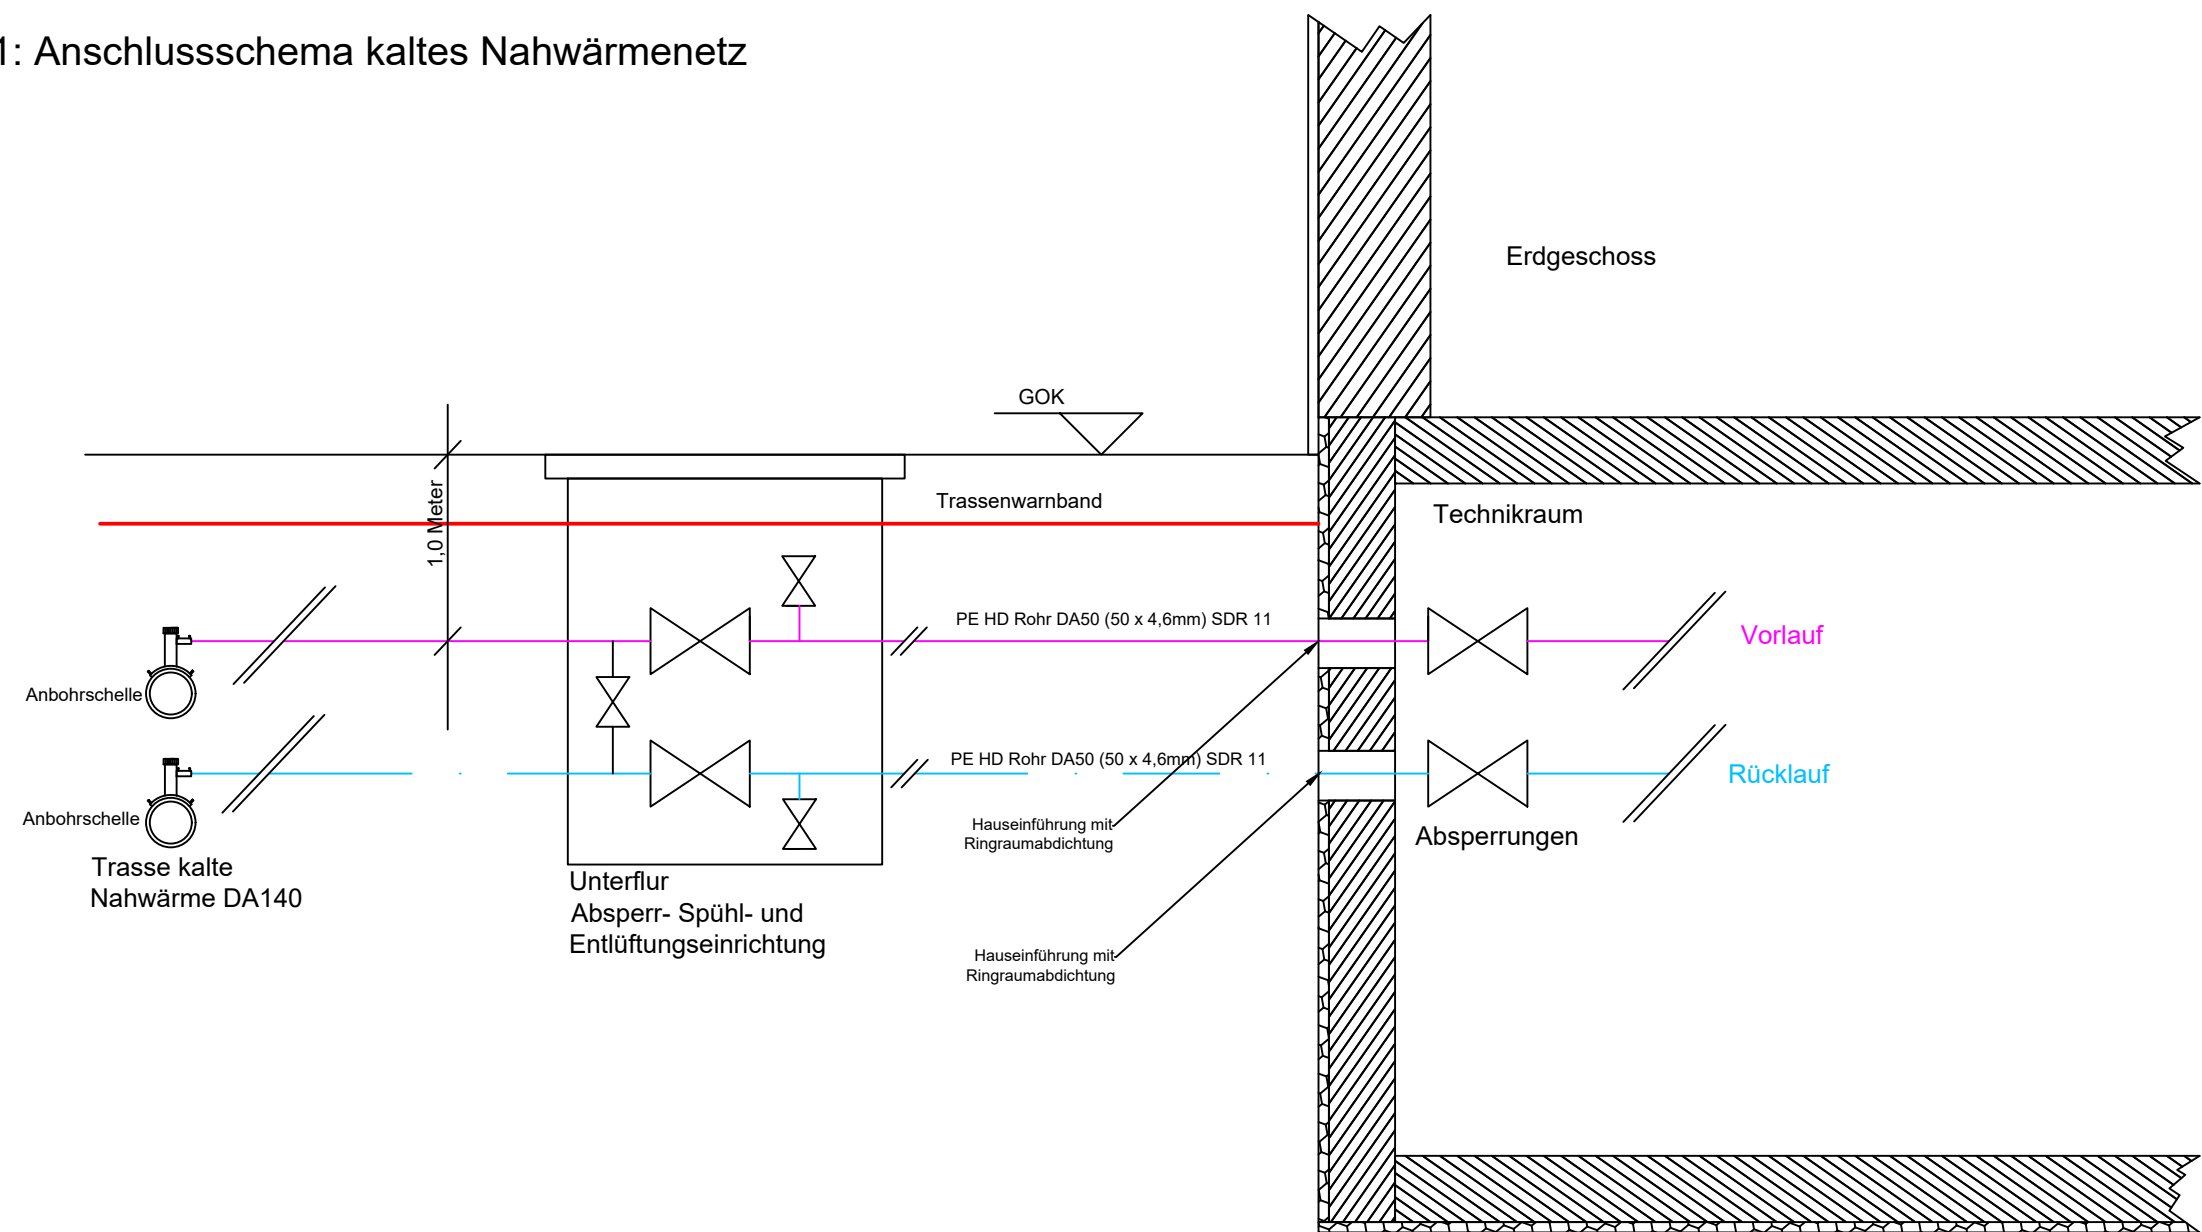 1: Anschlussschema kaltes Nahwärmenetz
Erdgeschoss
GOK
Trassenwarnband
1,0 Meter
Technikraum
PE HD Rohr DA50 (50 x 4,6mm) SDR 11
Vorlauf
Anbohrschelle
PE HD Rohr DA50 (50 x 4,6mm) SDR 11
Rücklauf
Anbohrschelle
Hauseinführung mit
Ringraumabdichtung
Absperrungen
Trasse kalte
Nahwärme DA140
Unterflur
Absperr- Spühl- und
Entlüftungseinrichtung
Hauseinführung mit
Ringraumabdichtung